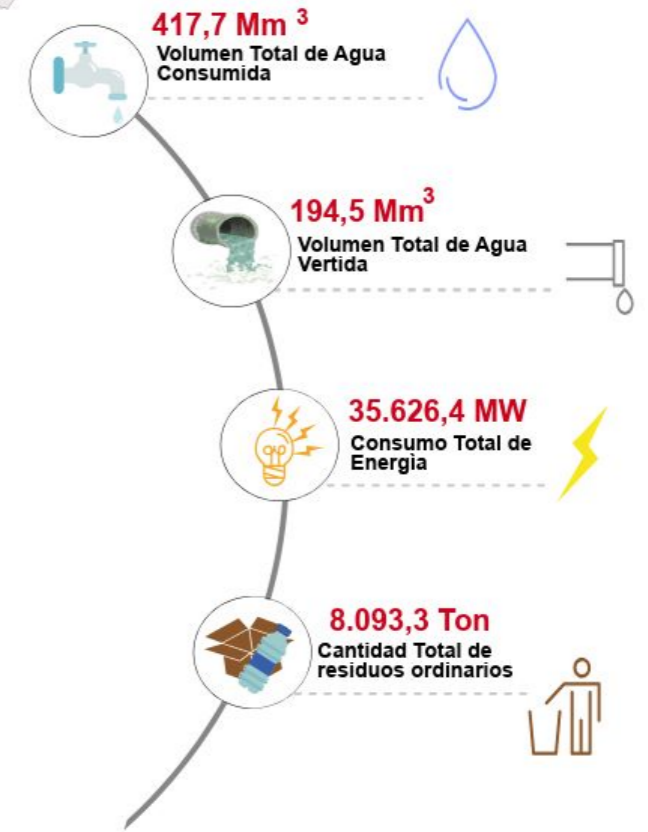 417,7 Mm ³
Volumen Total de Agua
Consumida
194,5 Mm³
Volumen Total de Agua
Vertida
35.626,4 MW
Consumo Total de
Energìa
8.093,3 Ton
Cantidad Total de
residuos ordinarios